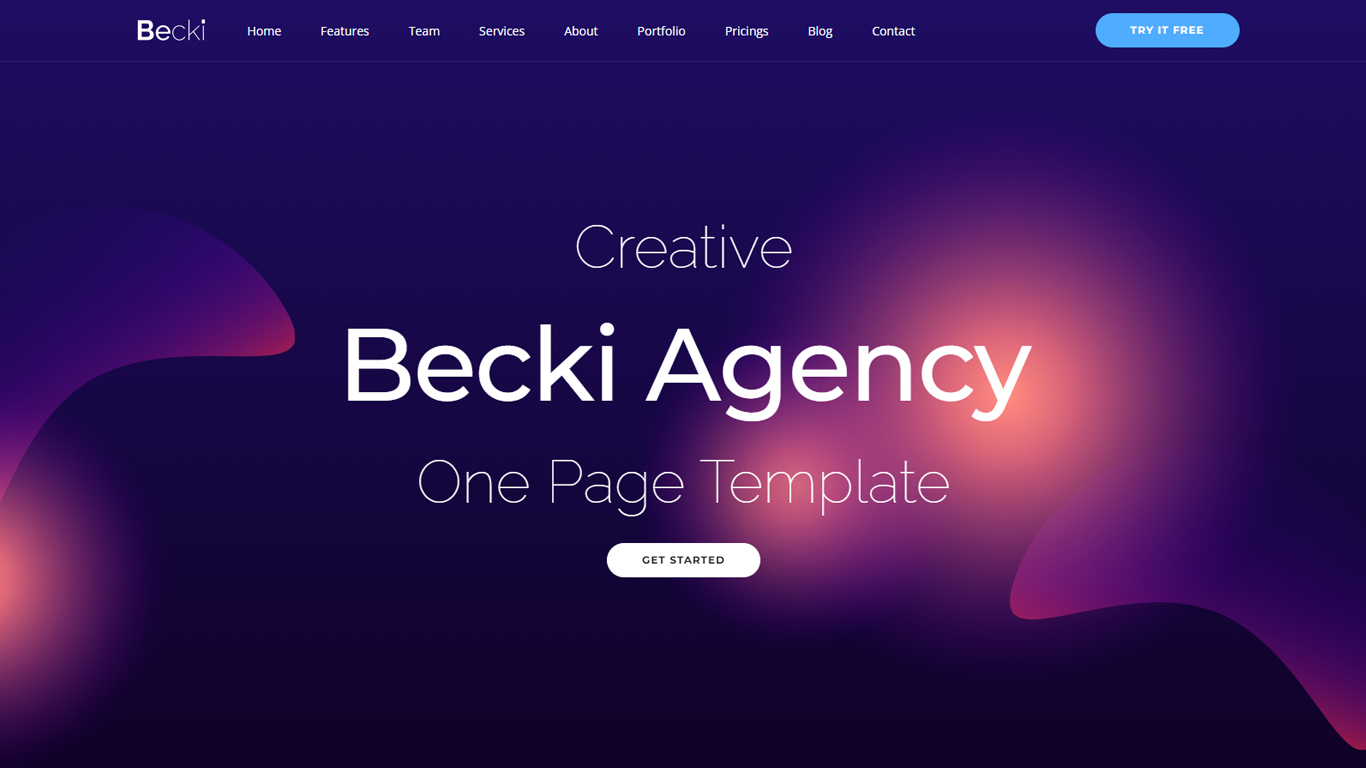 Becki Home Features Team Services About Portfolio Pricings Blog Contact TRY IT FREE
Creative
Becki Agency
One Page Template
GET STARTED